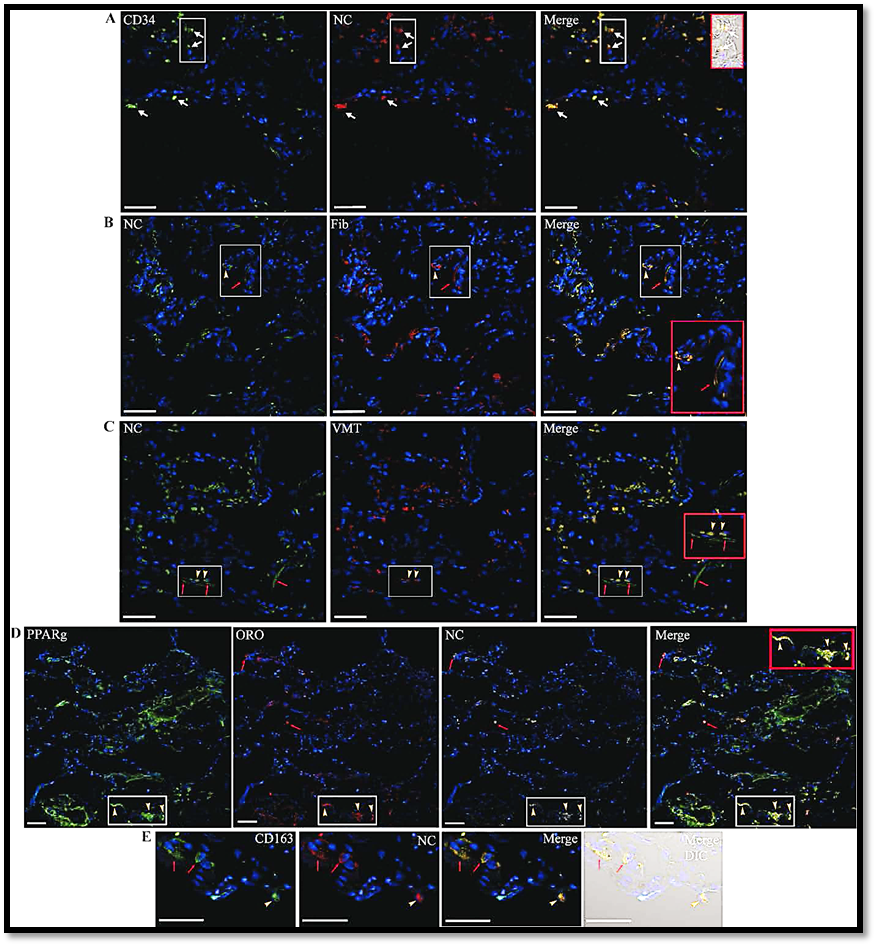 A CD34 NC Merge
B NC Fib Merge
C NC VMT Merge
D PPARg ORO NC Merge
E CD163 NC Merge Merge
DIC